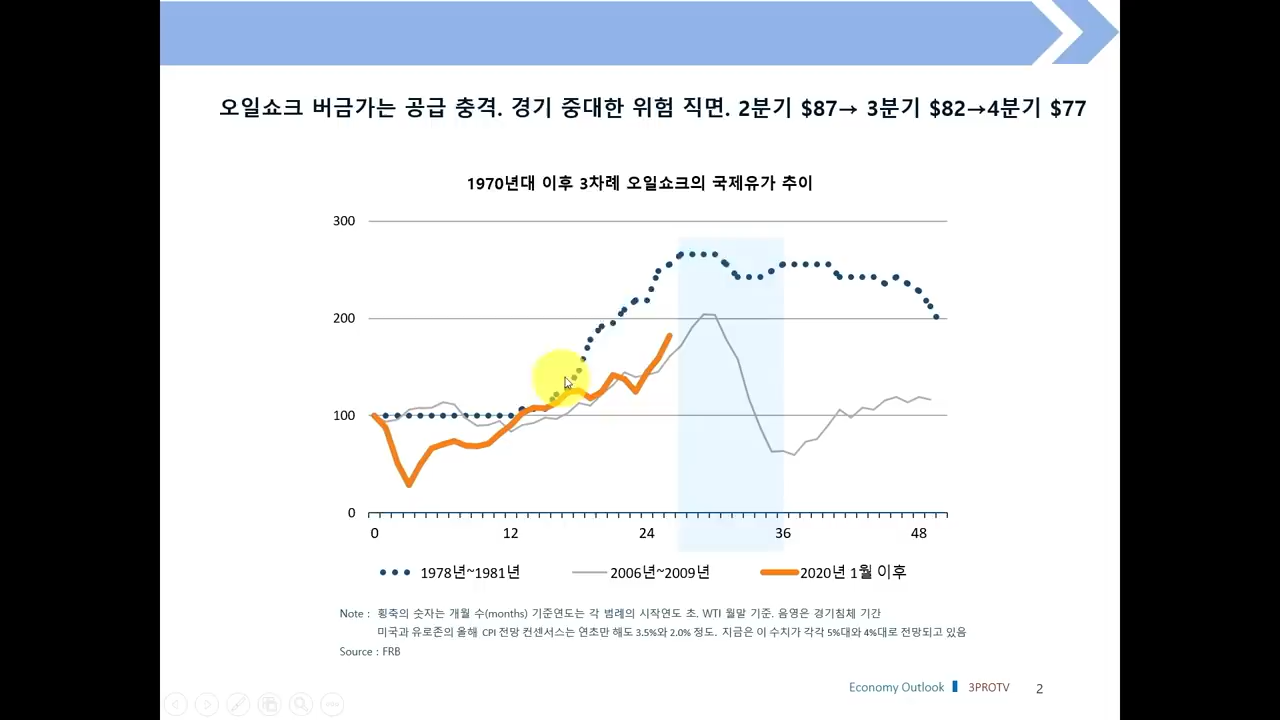 오일쇼크 버금가는 공급 충격. 경기 중대한 위험 직면. 2분기 $87→ 3분기 $82→4분기 $77
1970년대 이후 3차례 오일쇼크의 국제유가 추이
300
200
100
0
0 12 24 36 48
1978년~1981년 2006년~2009년 2020년 1월 이후
Note : 횡축의 숫자는 개월 수(months) 기준연도는 각 범례의 시작연도 초. WTI 월말 기준. 음영은 경기침체 기간
미국과 유로존의 올해 CPI 전망 컨센서스는 연초만 해도 3.5%와 2.0% 정도. 지금은 이 수치가 각각 5%대와 4%대로 전망되고 있음
Source : FRB
Economy Outlook 3PROTV 2